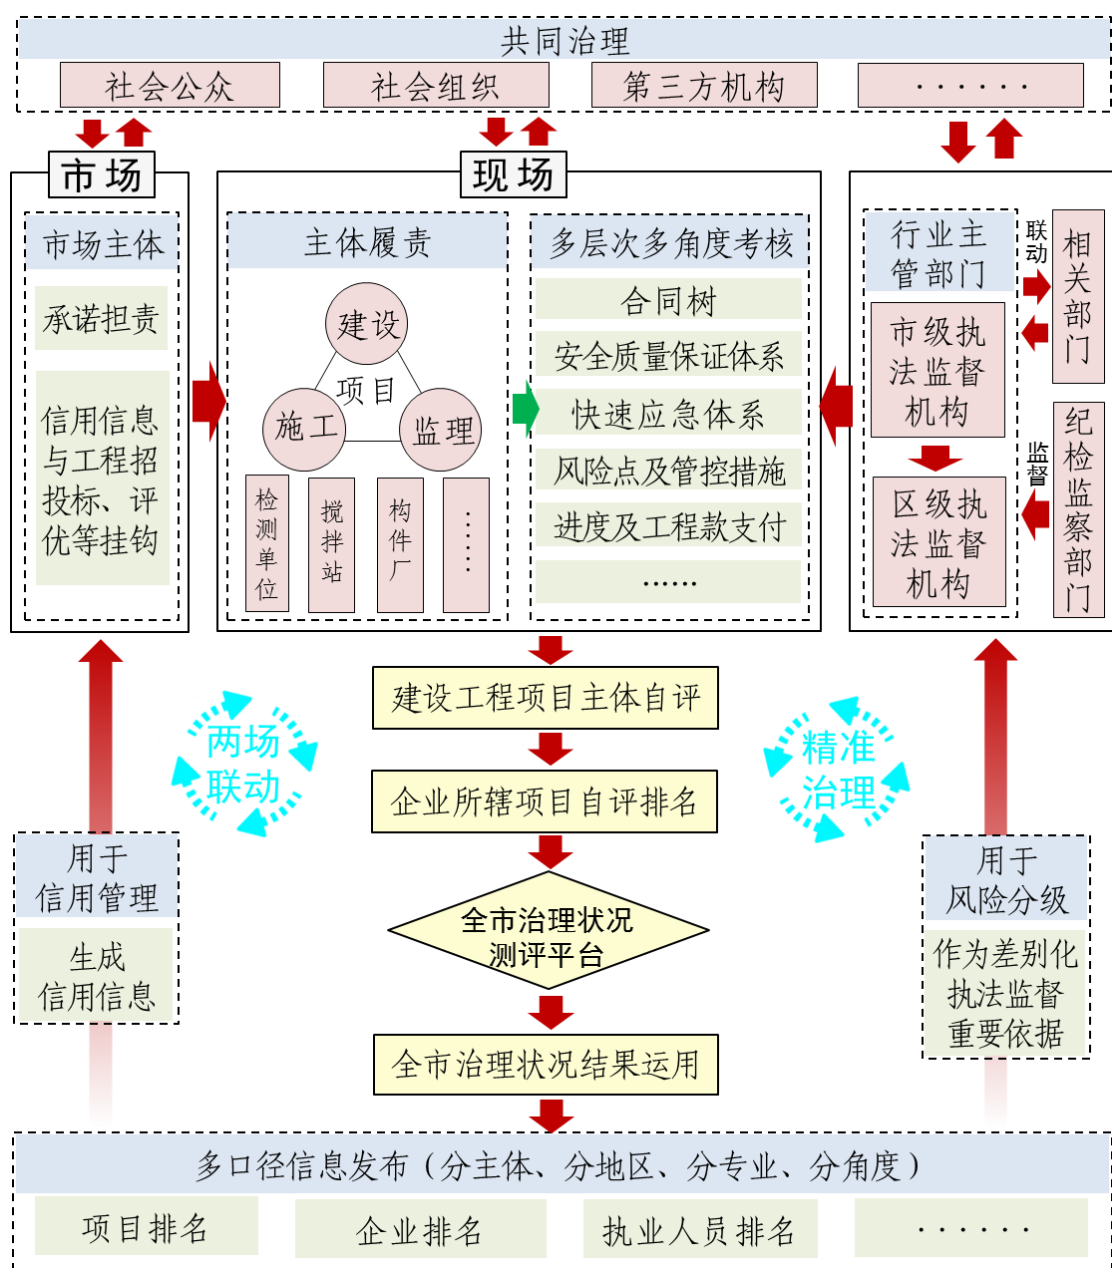 共同治理
社会公众
社会组织
第三方机构
······
市场
市场主体
承诺担责
信用信息
与工程招
投标、评
优等挂钩
现场
主体履责
建设
项目
施工
监理
检测单位
搅拌站
构件厂
······
多层次多角度考核
合同树
安全质量保证体系
快速应急体系
风险点及管控措施
进度及工程款支付
……
行业主
管部门
市级执
法监督
机构
区级执
法监督
机构
联动
相关部门
监督
纪检监察部门
建设工程项目主体自评
企业所辖项目自评排名
全市治理状况
测评平台
全市治理状况结果运用
两场
联动
精准
治理
用于
信用管理
生成
信用信息
用于
风险分级
作为差别化
执法监督
重要依据
多口径信息发布（分主体、分地区、分专业、分角度）
项目排名
企业排名
执业人员排名
······